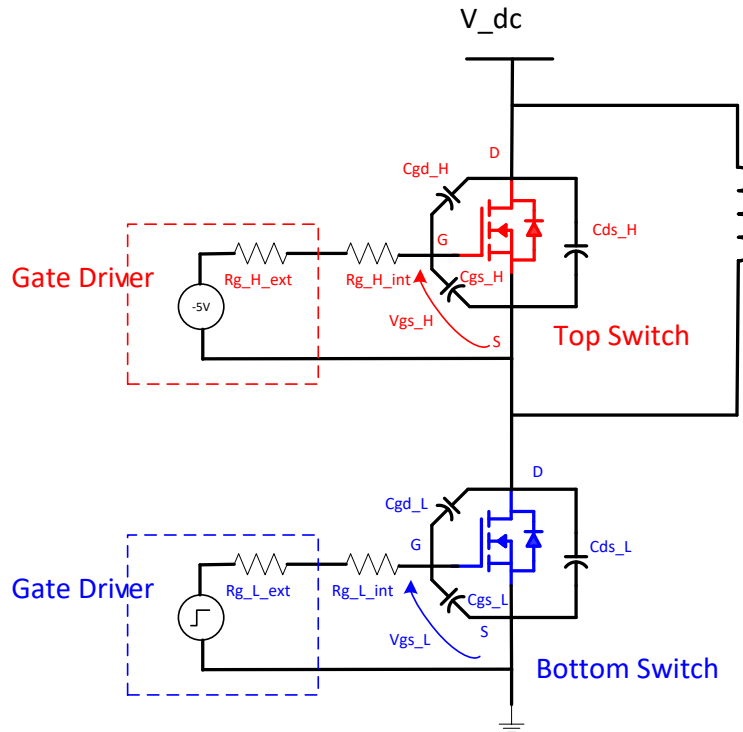 V_dc
D
Cgd_H
G
Cds_H
Gate Driver
Rg_H_ext
Rg_H_int
Cgs_H
-5V
Vgs_H
S
Top Switch
D
Cgd_L
G
Cds_L
Gate Driver
Rg_L_ext
Rg_L_int
Cgs_L
S
Vgs_L
Bottom Switch